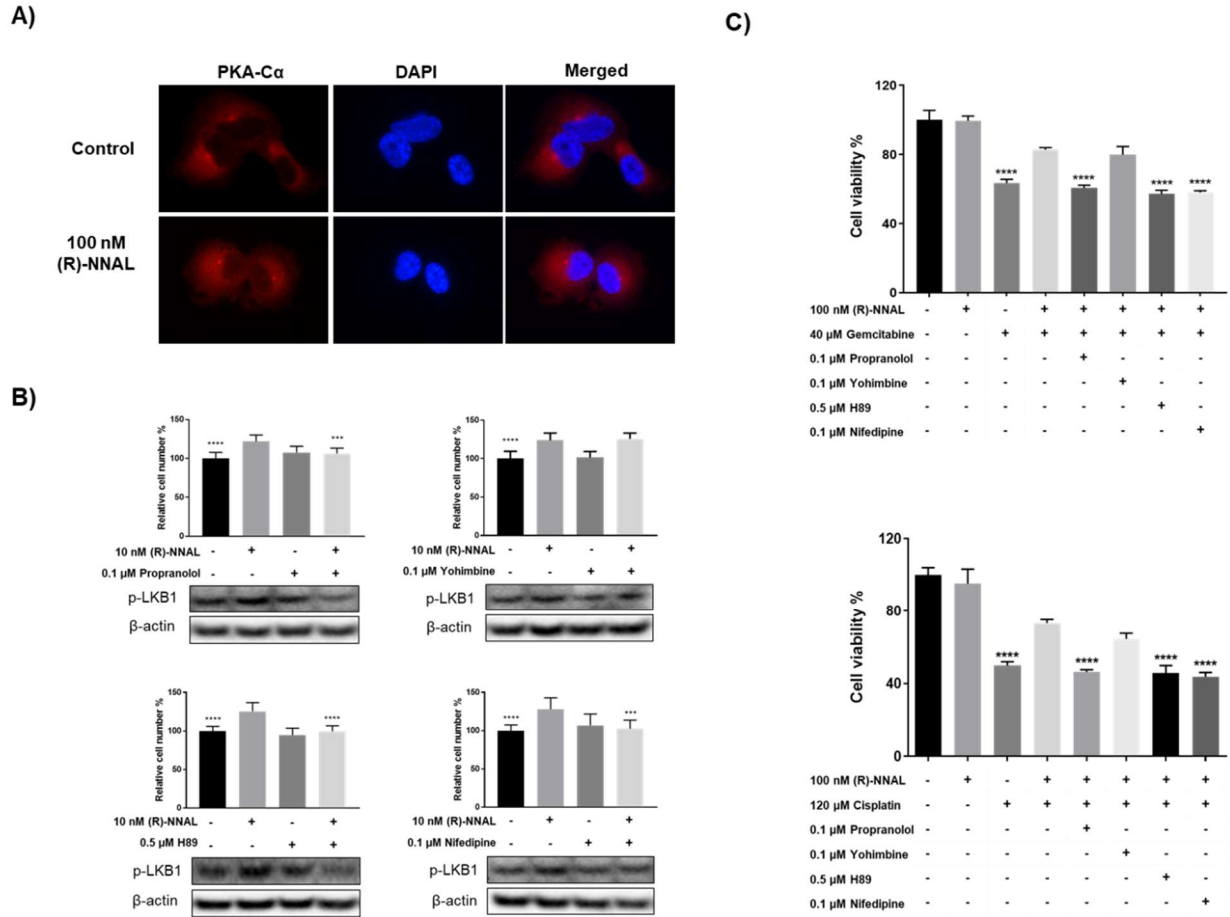 A)
PKA-Cα DAPI Merged
Control
100 nM
(R)-NNAL
B)
Relative cell number %
150
100
50
0
**** ***
10 nM (R)-NNAL - + - +
0.1 µM Propranolol - - + +
p-LKB1
β-actin
Relative cell number %
150
100
50
0
****
10 nM (R)-NNAL - + - +
0.1 µM Yohimbine - - + +
p-LKB1
β-actin
Relative cell number %
150
100
50
0
**** ****
10 nM (R)-NNAL - + - +
0.5 µM H89 - - + +
p-LKB1
β-actin
Relative cell number %
150
100
50
0
**** ***
10 nM (R)-NNAL - + - +
0.1 µM Nifedipine - - + +
p-LKB1
β-actin
C)
Cell viability %
120
80
40
0
**** **** **** ****
100 nM (R)-NNAL - + - + + + + +
40 µM Gemcitabine - - + + + + + +
0.1 µM Propranolol - - - - + - - -
0.1 µM Yohimbine - - - - - + - -
0.5 µM H89 - - - - - - + -
0.1 µM Nifedipine - - - - - - - +
Cell viability %
120
80
40
0
**** **** **** ****
100 nM (R)-NNAL - + - + + + + +
120 µM Cisplatin - - + + + + + +
0.1 µM Propranolol - - - - + - - -
0.1 µM Yohimbine - - - - - + - -
0.5 µM H89 - - - - - - + -
0.1 µM Nifedipine - - - - - - - +